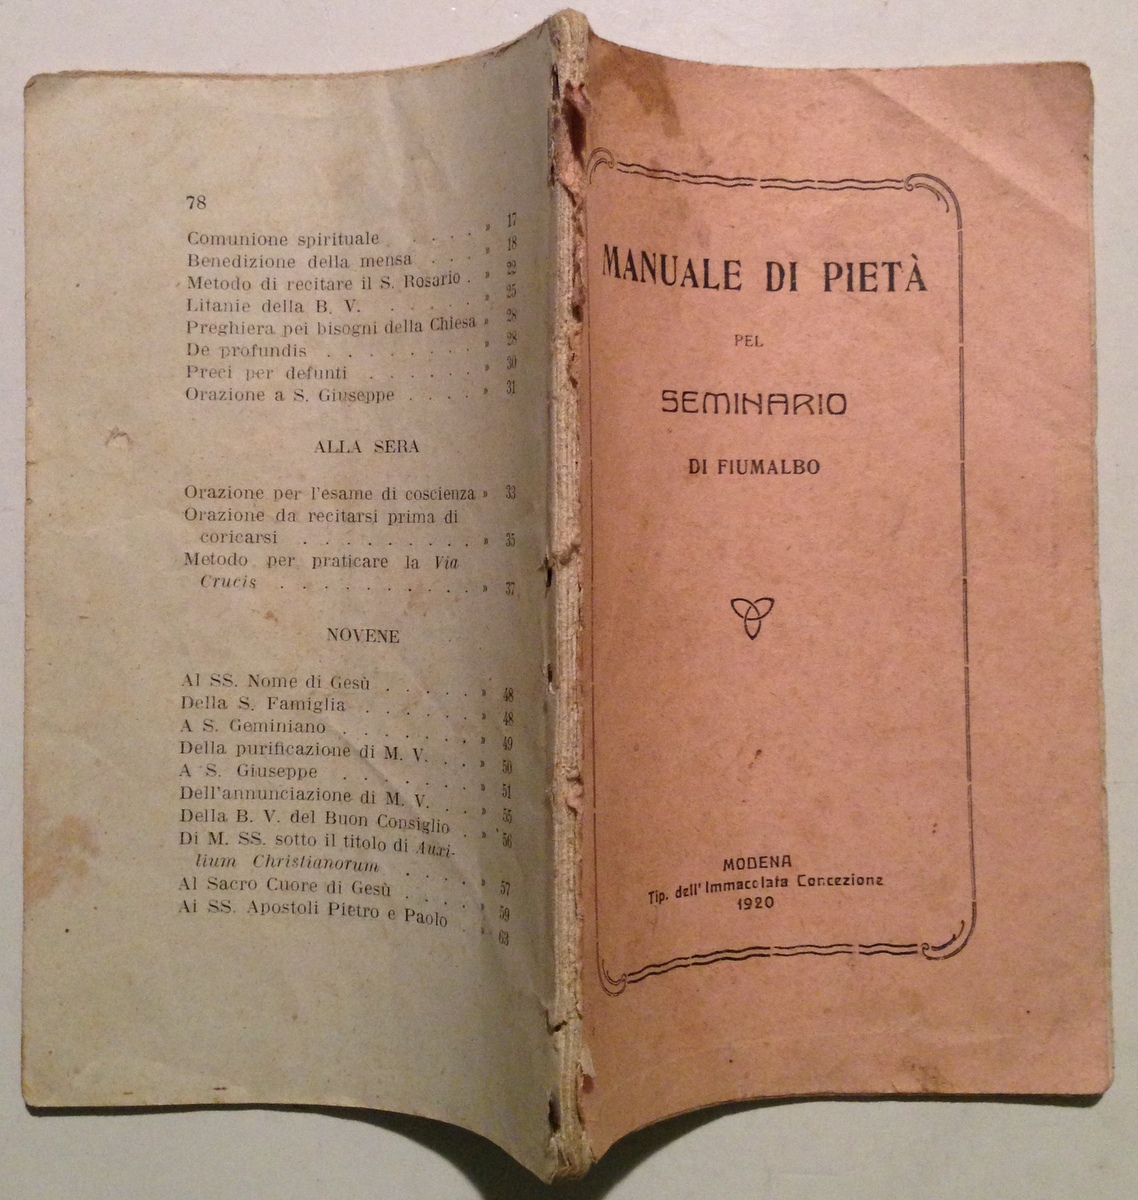 78
Comunione spirituale . . . . » 17
Benedizione della mensa . . . » 18
Metodo di recitare il S. Rosario . » 22
Litanie della B. V. . . . . . » 25
Preghiera pei bisogni della Chiesa » 28
De profundis . . . . . . . » 28
Preci per defunti . . . . . . » 30
Orazione a S. Giuseppe . . . . » 31
ALLA SERA
Orazione per l'esame di coscienza » 33
Orazione da recitarsi prima di
coricarsi . . . . . . . . . » 35
Metodo per praticare la Via
Crucis . . . . . . . . . » 37
NOVENE
Al SS. Nome di Gesù . . . . . » 48
Della S. Famiglia . . . . . . » 48
A S. Geminiano . . . . . . . » 49
Della purificazione di M. V. . . » 50
A S. Giuseppe . . . . . . . » 51
Dell'annunciazione di M. V. . . » 55
Della B. V. del Buon Consiglio . » 56
Di M. SS. sotto il titolo di Auxi-
lium Christianorum . . . . » 57
Al Sacro Cuore di Gesù . . . . » 59
Ai SS. Apostoli Pietro e Paolo . » 63
MANUALE DI PIETÀ
PEL
SEMINARIO
DI FIUMALBO
MODENA
Tip. dell'Immacolata Concezione
1920